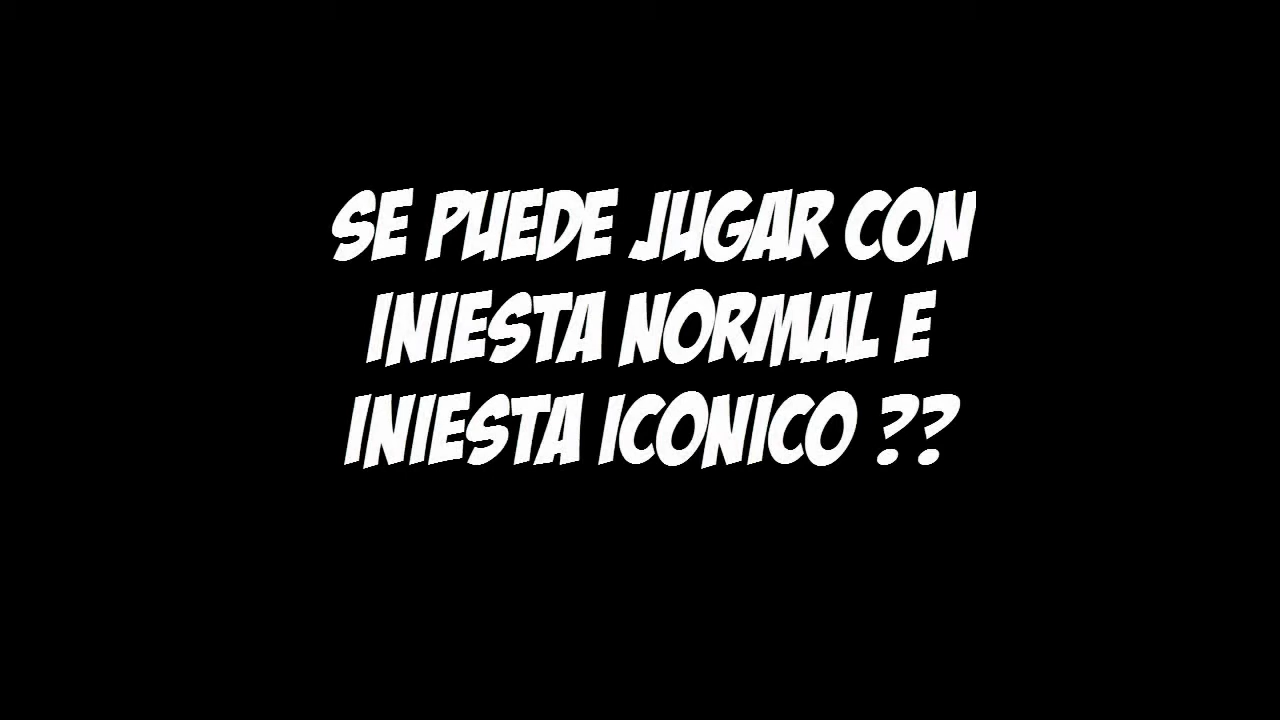 SE PUEDE JUGAR CON
INIESTA NORMAL E
INIESTA ICONICO ??